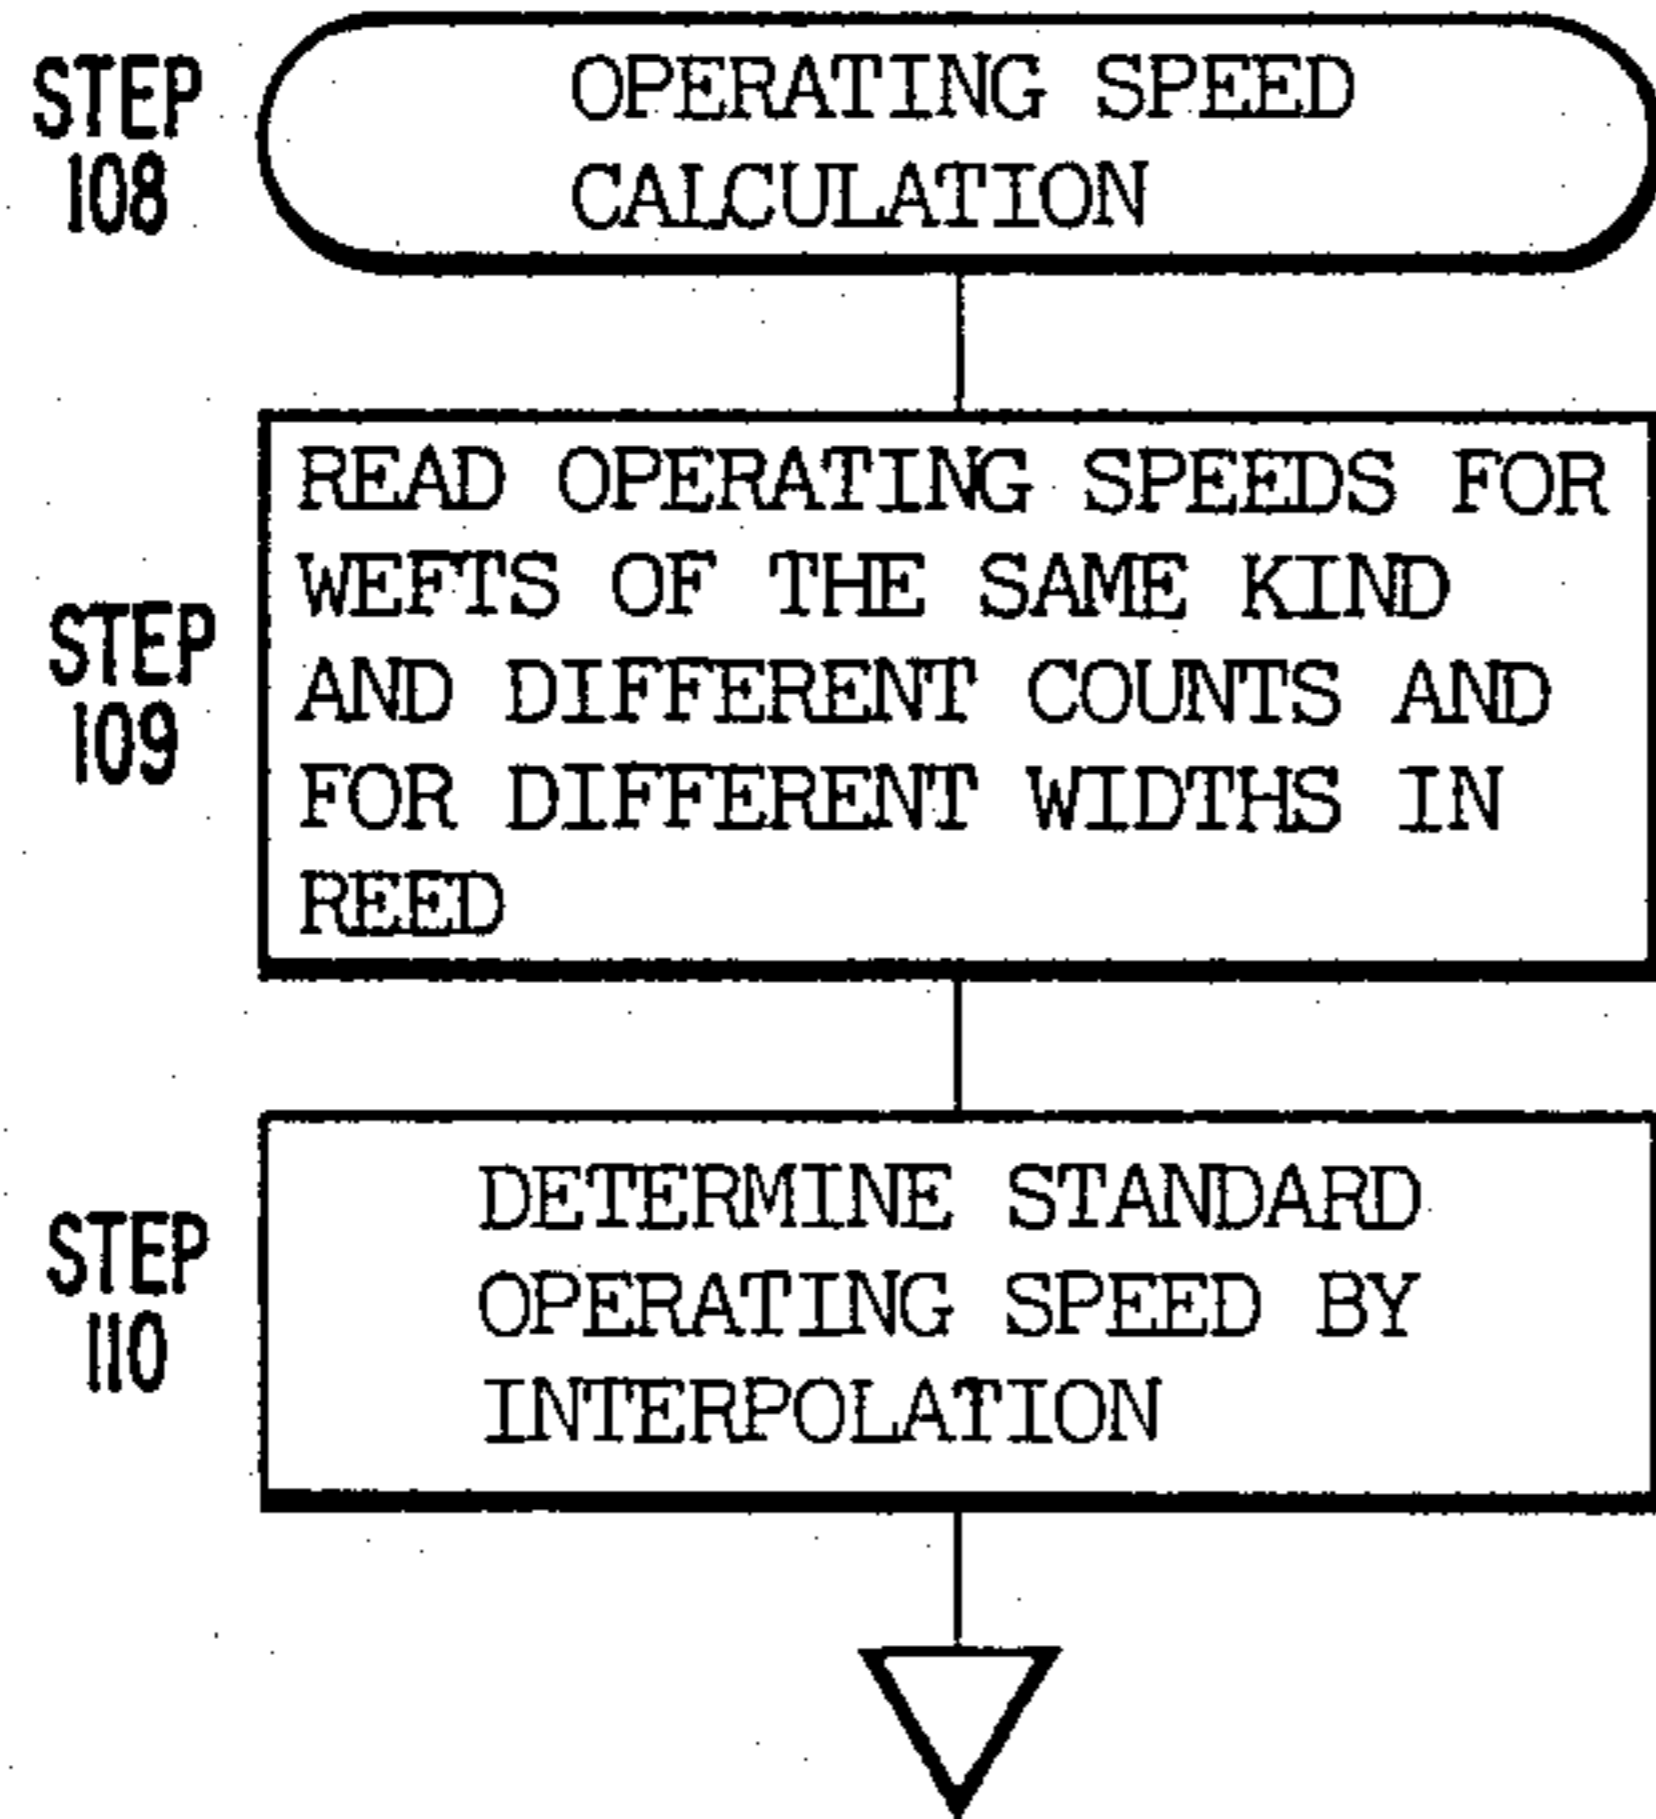 STEP
108
OPERATING SPEED
CALCULATION
STEP
109
READ OPERATING SPEEDS FOR
WEFTS OF THE SAME KIND
AND DIFFERENT COUNTS AND
FOR DIFFERENT WIDTHS IN
REED
STEP
110
DETERMINE STANDARD
OPERATING SPEED BY
INTERPOLATION